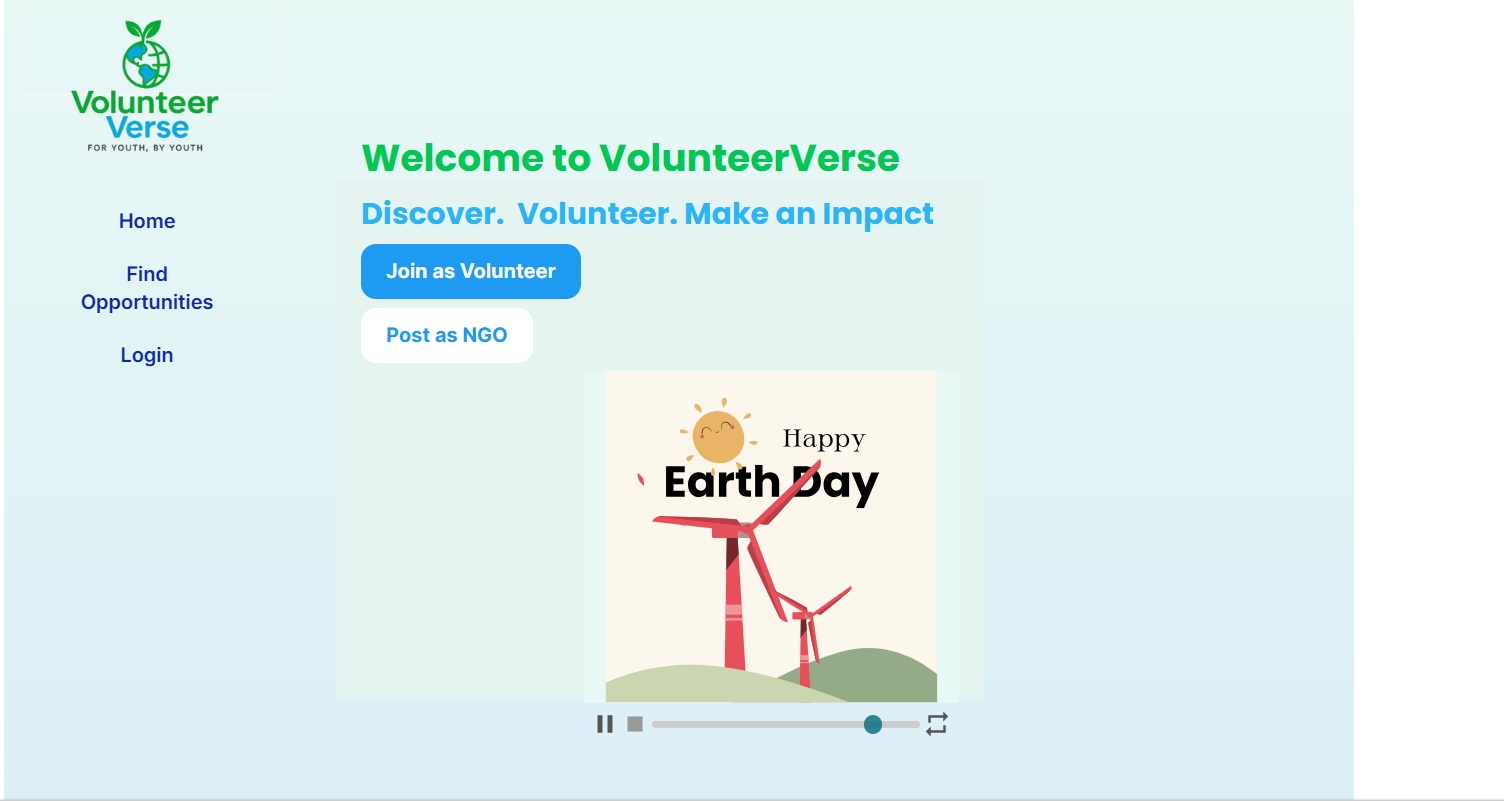 Volunteer
Verse
FOR YOUTH, BY YOUTH
Home
Find
Opportunities
Login
Welcome to VolunteerVerse
Discover.  Volunteer. Make an Impact
Join as Volunteer
Post as NGO
Happy
Earth Day